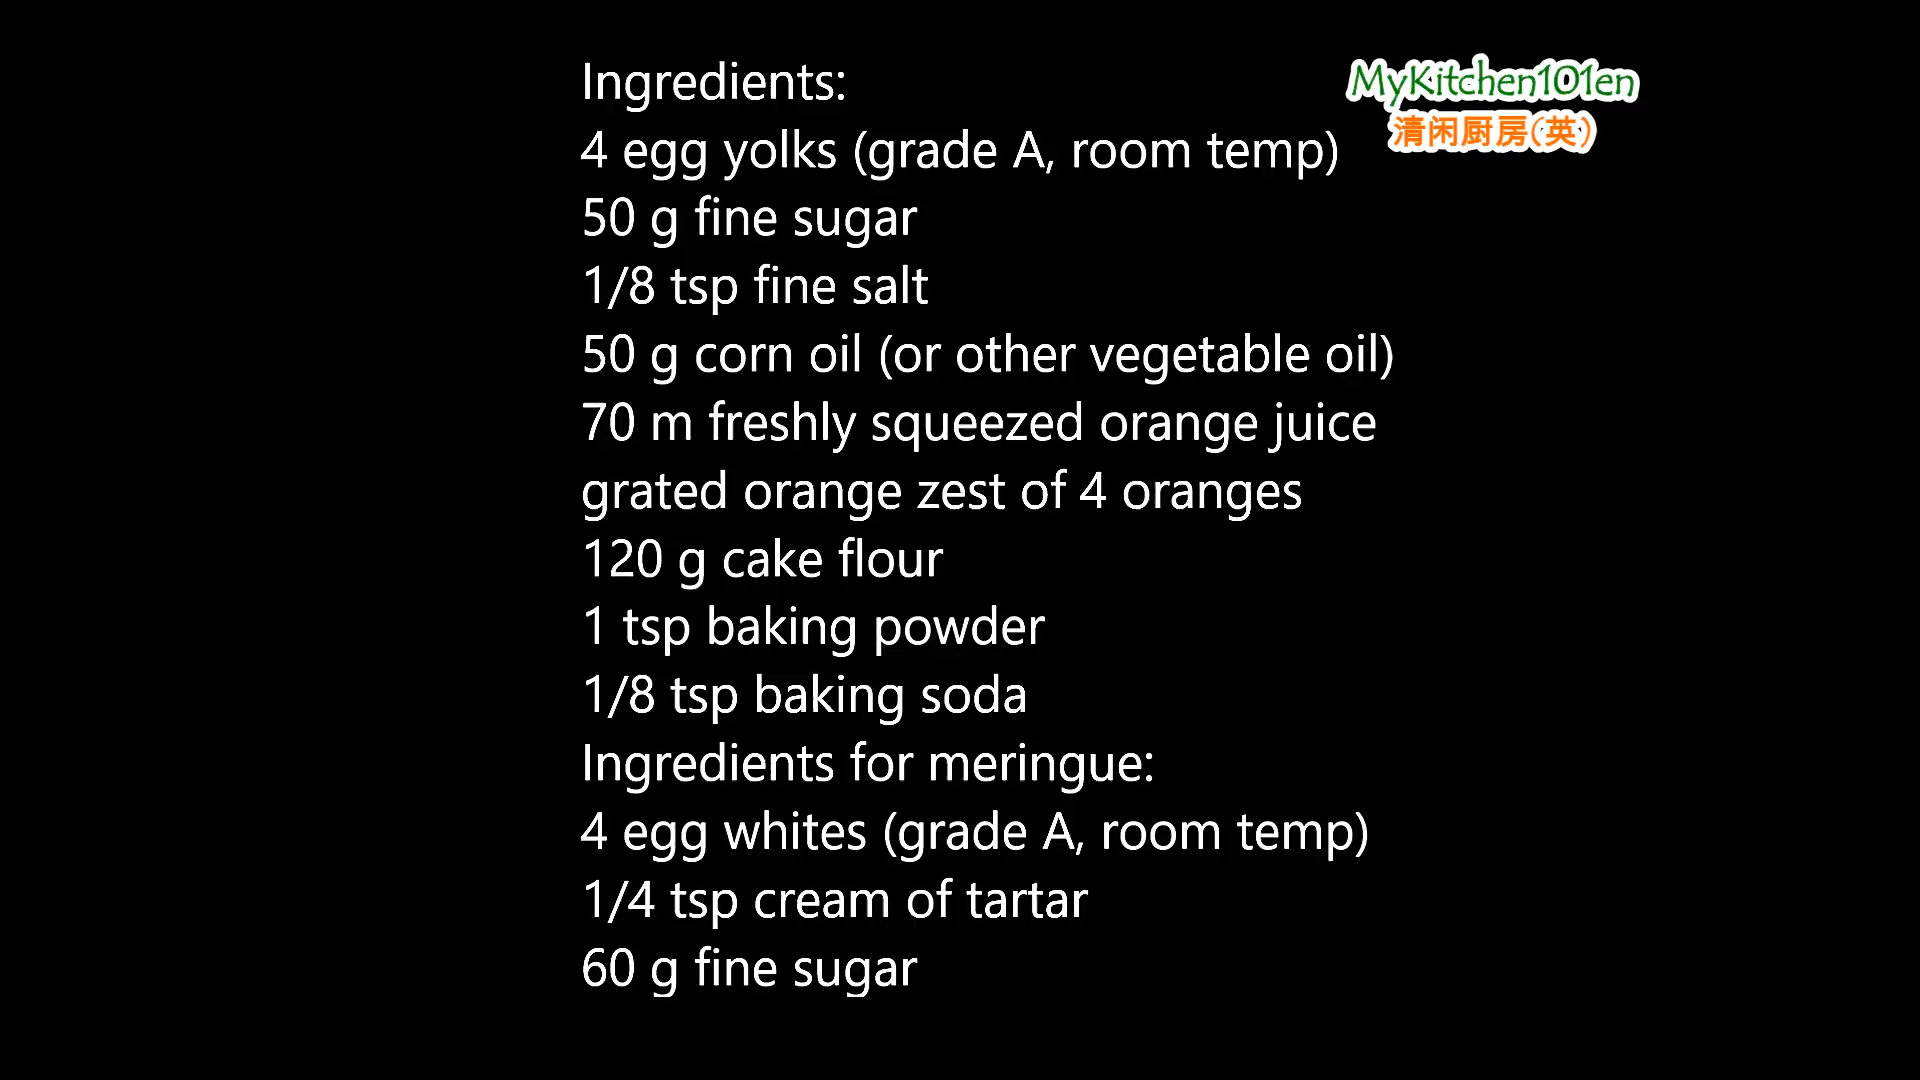 Ingredients:
4 egg yolks (grade A, room temp)
50 g fine sugar
1/8 tsp fine salt
50 g corn oil (or other vegetable oil)
70 m freshly squeezed orange juice
grated orange zest of 4 oranges
120 g cake flour
1 tsp baking powder
1/8 tsp baking soda
Ingredients for meringue:
4 egg whites (grade A, room temp)
1/4 tsp cream of tartar
60 g fine sugar
MyKitchen101en
清闲厨房(英)